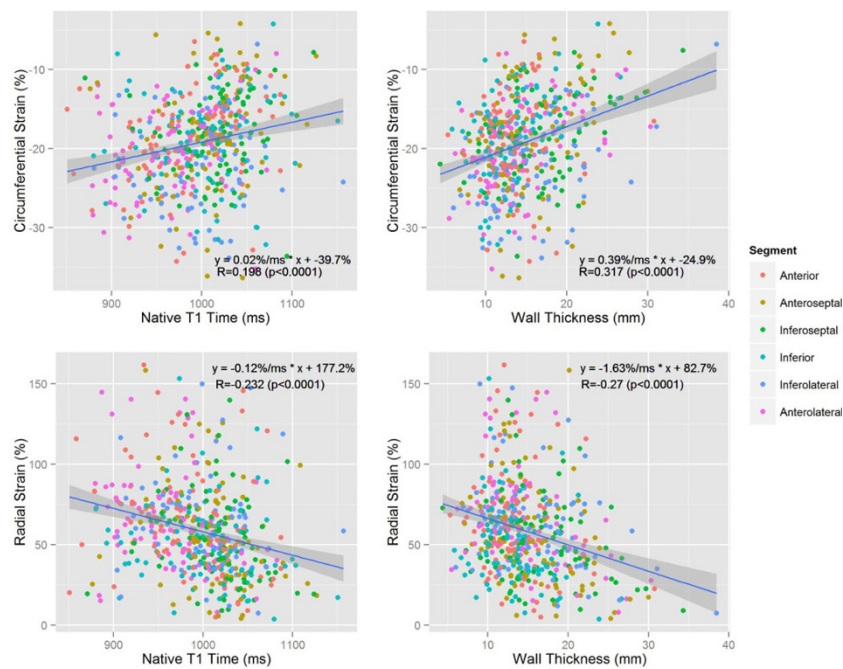 -10
-20
-30
Circumferential Strain (%)
y = 0.02%/ms * x + -39.7%
R=0.198 (p<0.0001)
900
1000
1100
Native T1 Time (ms)
-10
-20
-30
Circumferential Strain (%)
y = 0.39%/ms * x + -24.9%
R=0.317 (p<0.0001)
10
20
30
40
Wall Thickness (mm)
Segment
Anterior
Anteroseptal
Inferoseptal
Inferior
Inferolateral
Anterolateral
150
100
50
0
Radial Strain (%)
y = -0.12%/ms * x + 177.2%
R=-0.232 (p<0.0001)
900
1000
1100
Native T1 Time (ms)
150
100
50
0
Radial Strain (%)
y = -1.63%/ms * x + 82.7%
R=-0.27 (p<0.0001)
10
20
30
40
Wall Thickness (mm)